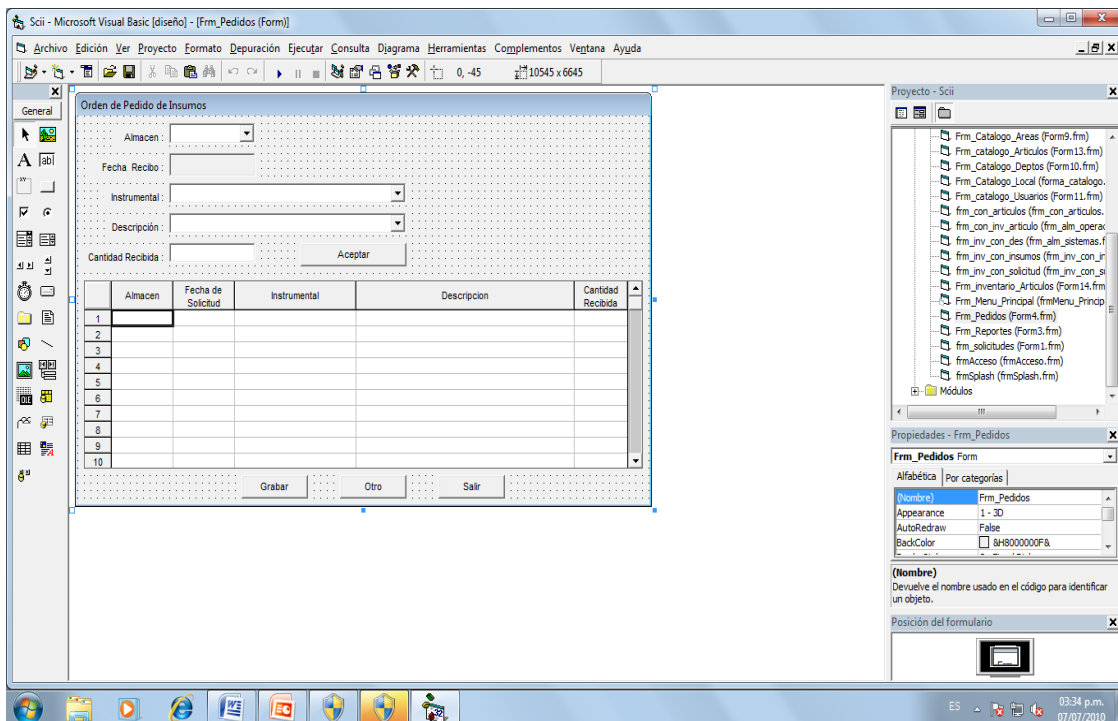 Scii - Microsoft Visual Basic [diseño] - [Frm_Pedidos (Form)]
Archivo Edición Ver Proyecto Formato Depuración Ejecutar Consulta Diagrama Herramientas Complementos Ventana Ayuda
0, -45 10545 x 6645
General
A ab
Orden de Pedido de Insumos
Almacen :
Fecha Recibo :
Instrumental :
Descripción :
Cantidad Recibida :
Aceptar
Almacen Fecha de Solicitud Instrumental Descripcion Cantidad Recibida
1
2
3
4
5
6
7
8
9
10
Grabar Otro Salir
Proyecto - Scii
Frm_Catalogo_Areas (Form9.frm)
Frm_catalogo_Articulos (Form13.frm)
Frm_Catalogo_Deptos (Form10.frm)
Frm_Catalogo_Local (forma_catalogo.
Frm_catalogo_Usuarios (Form11.frm)
frm_con_articulos (frm_con_articulos.
frm_con_inv_articulo (frm_alm_operac
frm_inv_con_des (frm_alm_sistemas.f
frm_inv_con_insumos (frm_inv_con_in
frm_inv_con_solicitud (frm_inv_con_s
Frm_inventario_Articulos (Form14.frm
Frm_Menu_Principal (frmMenu_Princip
Frm_Pedidos (Form4.frm)
Frm_Reportes (Form3.frm)
frm_solicitudes (Form1.frm)
frmAcceso (frmAcceso.frm)
frmSplash (frmSplash.frm)
Módulos
Propiedades - Frm_Pedidos
Frm_Pedidos Form
Alfabética Por categorías
(Nombre) Frm_Pedidos
Appearance 1 - 3D
AutoRedraw False
BackColor &H8000000F&
(Nombre)
Devuelve el nombre usado en el código para identificar
un objeto.
Posición del formulario
ES 03:34 p.m.
07/07/2010